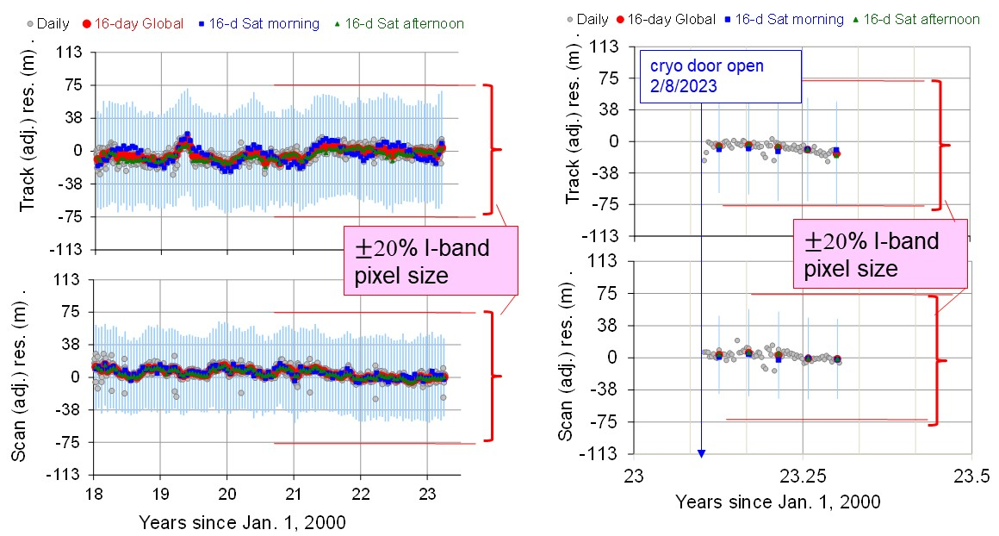 Daily 16-day Global 16-d Sat morning 16-d Sat afternoon
Track (adj.) res. (m) .
113
75
38
0
-38
-75
-113
±20% I-band
pixel size
Scan (adj.) res. (m) .
113
75
38
0
-38
-75
-113
18 19 20 21 22 23
Years since Jan. 1, 2000
Daily 16-day Global 16-d Sat morning 16-d Sat afternoon
Track (adj.) res. (m) .
113
75
38
0
-38
-75
-113
cryo door open
2/8/2023
±20% I-band
pixel size
Scan (adj.) res. (m) .
113
75
38
0
-38
-75
-113
23 23.25 23.5
Years since Jan. 1, 2000